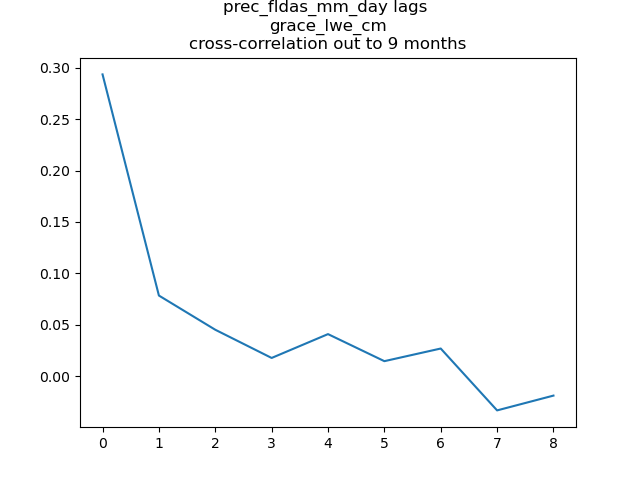 prec_fldas_mm_day lags
grace_lwe_cm
cross-correlation out to 9 months
0.30
0.25
0.20
0.15
0.10
0.05
0.00
0 1 2 3 4 5 6 7 8